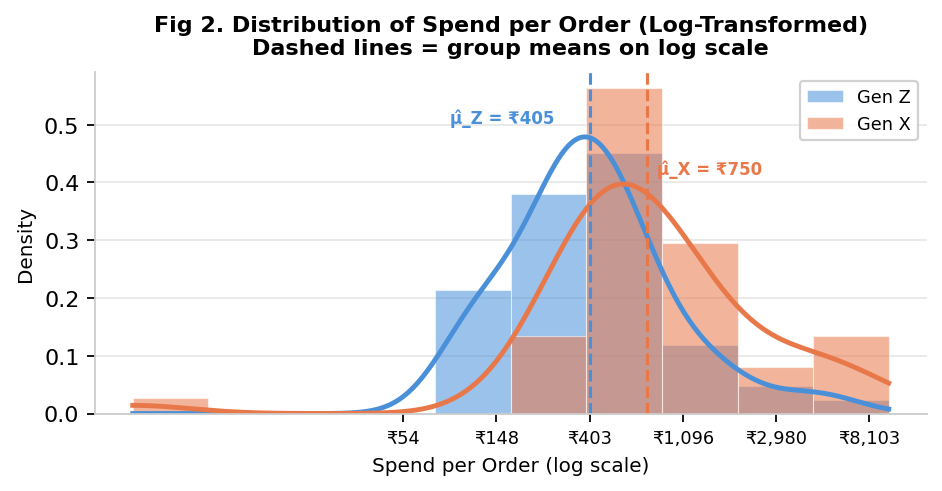 Fig 2. Distribution of Spend per Order (Log-Transformed)
Dashed lines = group means on log scale
μ̂_Z = ₹405
μ̂_X = ₹750
Gen Z
Gen X
Density
0.5
0.4
0.3
0.2
0.1
0.0
₹54 ₹148 ₹403 ₹1,096 ₹2,980 ₹8,103
Spend per Order (log scale)